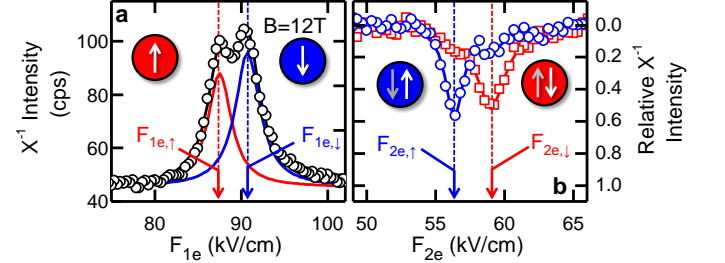 a
B=12T
X⁻¹ Intensity
(cps)
100
80
60
40
F1e,↑
F1e,↓
80
90
100
F1e (kV/cm)
b
F2e,↑
F2e,↓
0.0
0.2
0.4
0.6
0.8
1.0
Relative X⁻¹
Intensity
50
55
60
65
F2e (kV/cm)